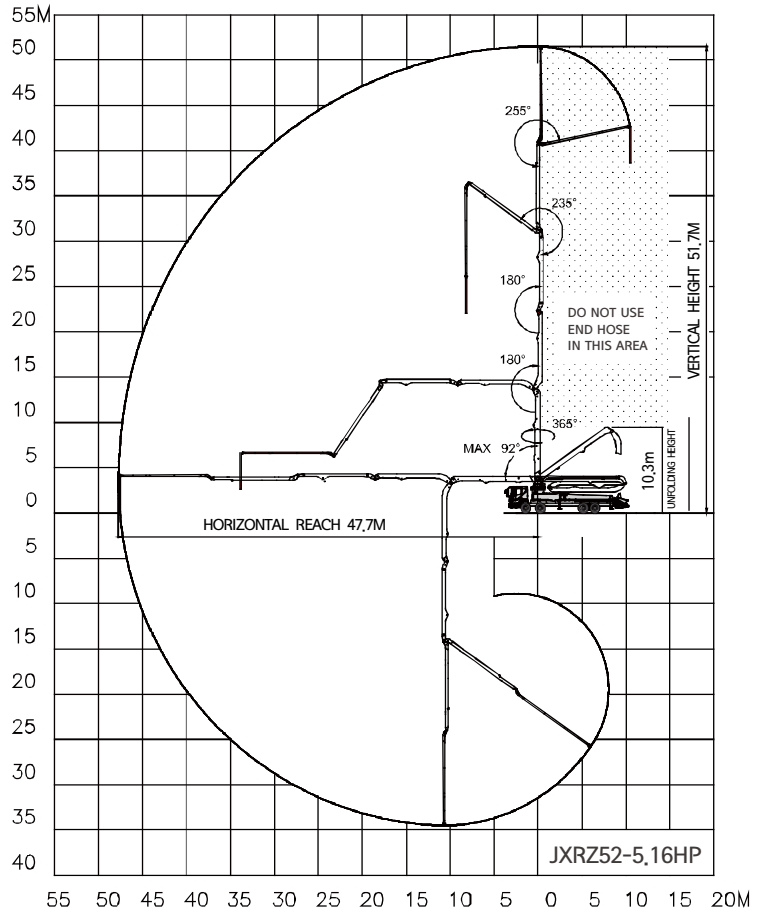 55M
50
45
40
35
30
25
20
15
10
5
0
5
10
15
20
25
30
35
40
255°
235°
180°
180°
365°
MAX 92°
DO NOT USE
END HOSE
IN THIS AREA
VERTICAL HEIGHT 51,7M
10,3m
UNFOLDING HEIGHT
HORIZONTAL REACH 47,7M
JXRZ52-5,16HP
55 50 45 40 35 30 25 20 15 10 5 0 5 10 15 20M